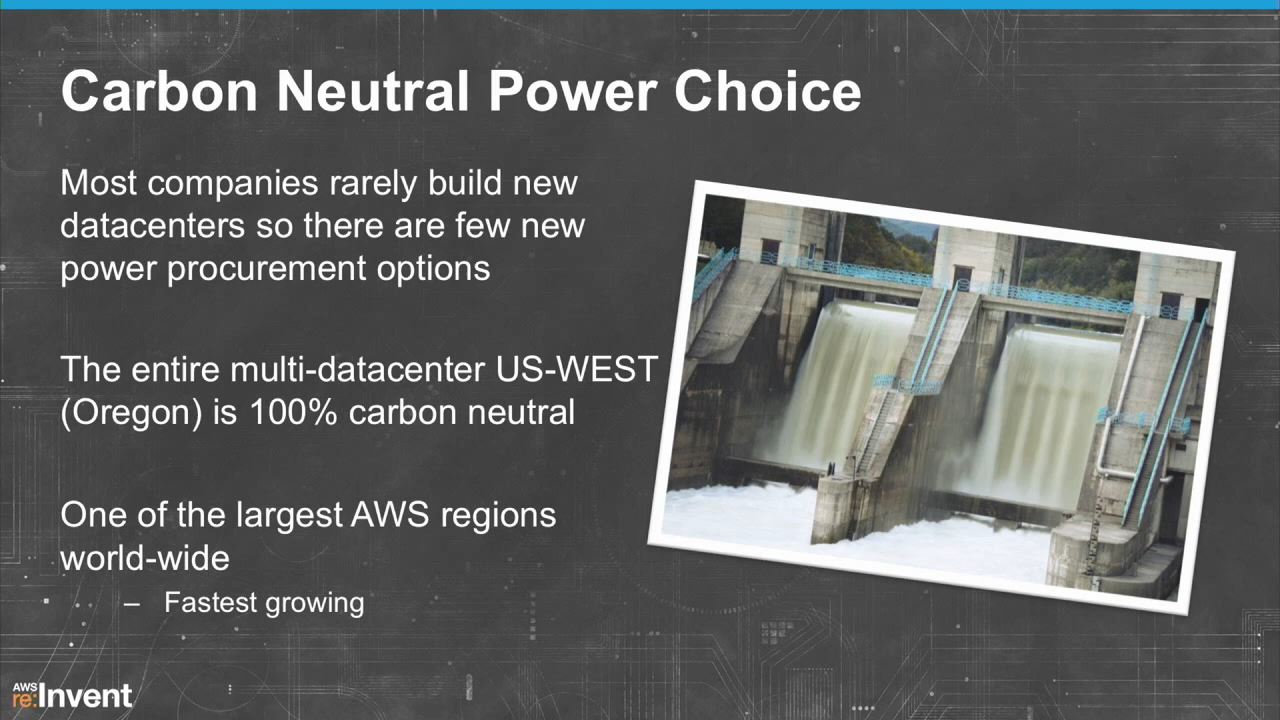 Carbon Neutral Power Choice
Most companies rarely build new
datacenters so there are few new
power procurement options
The entire multi-datacenter US-WEST
(Oregon) is 100% carbon neutral
One of the largest AWS regions
world-wide
– Fastest growing
AWS
re:Invent